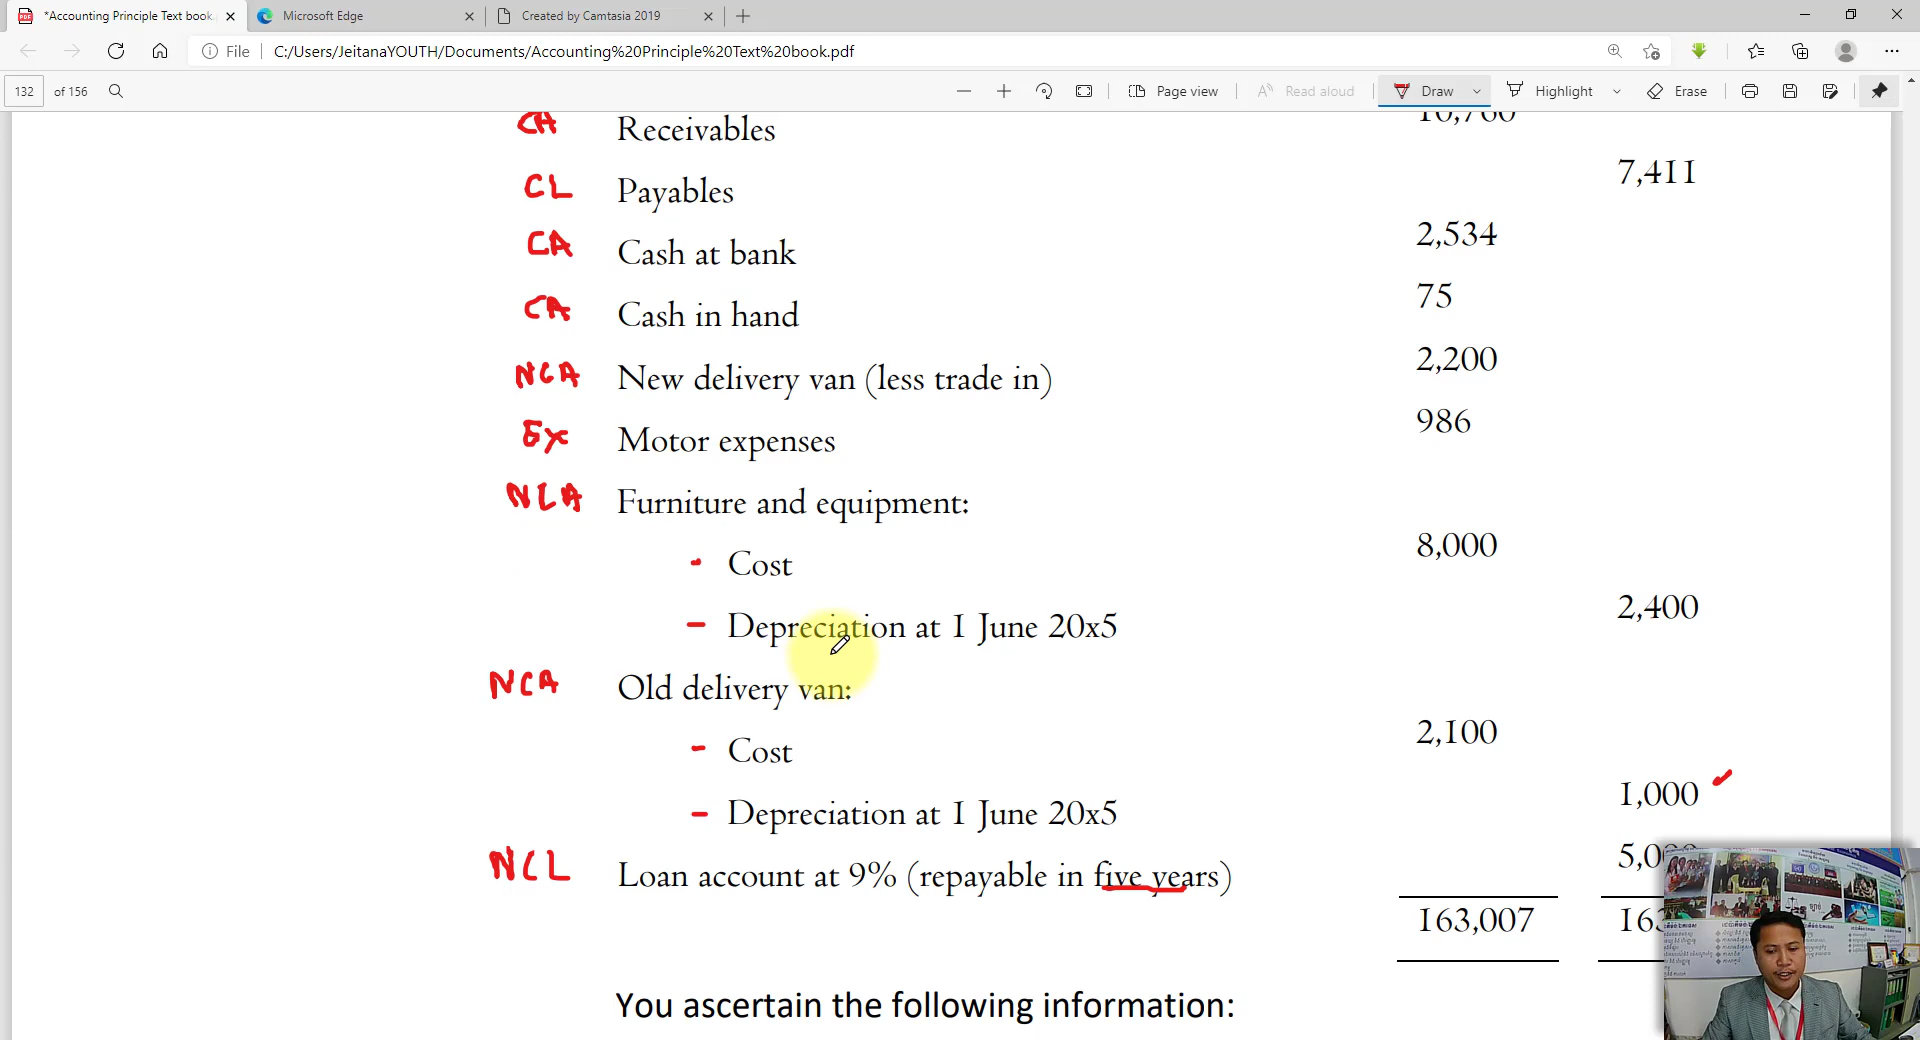 *Accounting Principle Text book. Microsoft Edge Created by Camtasia 2019
File C:/Users/JeitanaYOUTH/Documents/Accounting%20Principle%20Text%20book.pdf
132 of 156 Page view Read aloud Draw Highlight Erase
CA Receivables 10,760
7,411
CL Payables
2,534
CA Cash at bank
75
CA Cash in hand
2,200
NCA New delivery van (less trade in)
986
Ex Motor expenses
NCA Furniture and equipment:
8,000
- Cost
2,400
- Depreciation at 1 June 20x5
NCA Old delivery van:
2,100
- Cost
1,000
- Depreciation at 1 June 20x5
NCL Loan account at 9% (repayable in five years)
163,007
You ascertain the following information: